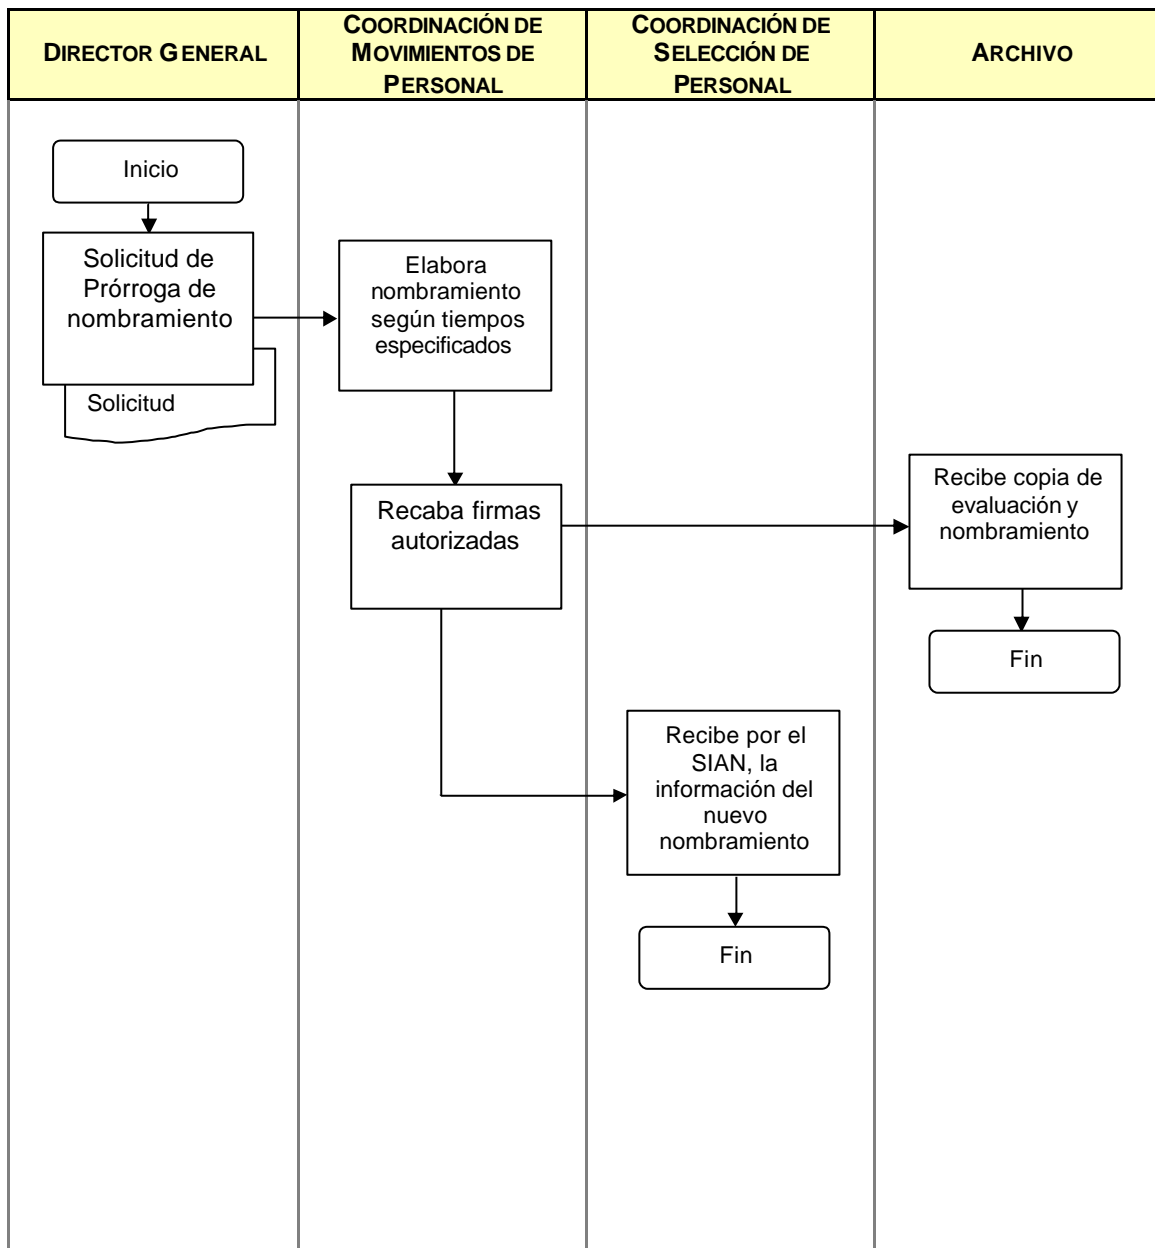 DIRECTOR GENERAL
COORDINACIÓN DE
MOVIMIENTOS DE
PERSONAL
COORDINACIÓN DE
SELECCIÓN DE
PERSONAL
ARCHIVO
Inicio
Solicitud de
Prórroga de
nombramiento
Solicitud
Elabora
nombramiento
según tiempos
especificados
Recaba firmas
autorizadas
Recibe copia de
evaluación y
nombramiento
Fin
Recibe por el
SIAN, la
información del
nuevo
nombramiento
Fin